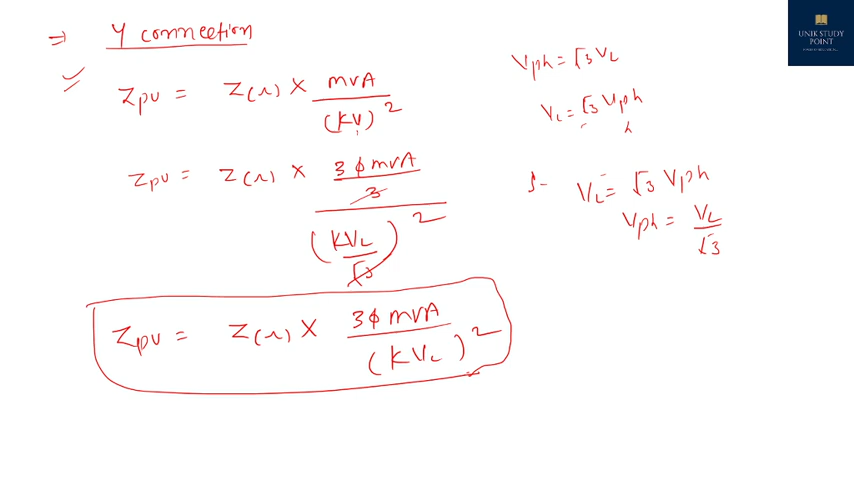 ⇒ Y connection
Zpu = Z(Ω) × MVA / (KV)²
Zpu = Z(Ω) × (3φ MVA / 3) / (KVL / √3)²
Zpu = Z(Ω) × 3φ MVA / (KVL)²
Vph = √3 VL
VL = √3 Vph
VL = √3 Vph
Vph = VL / √3
UNIK STUDY
POINT